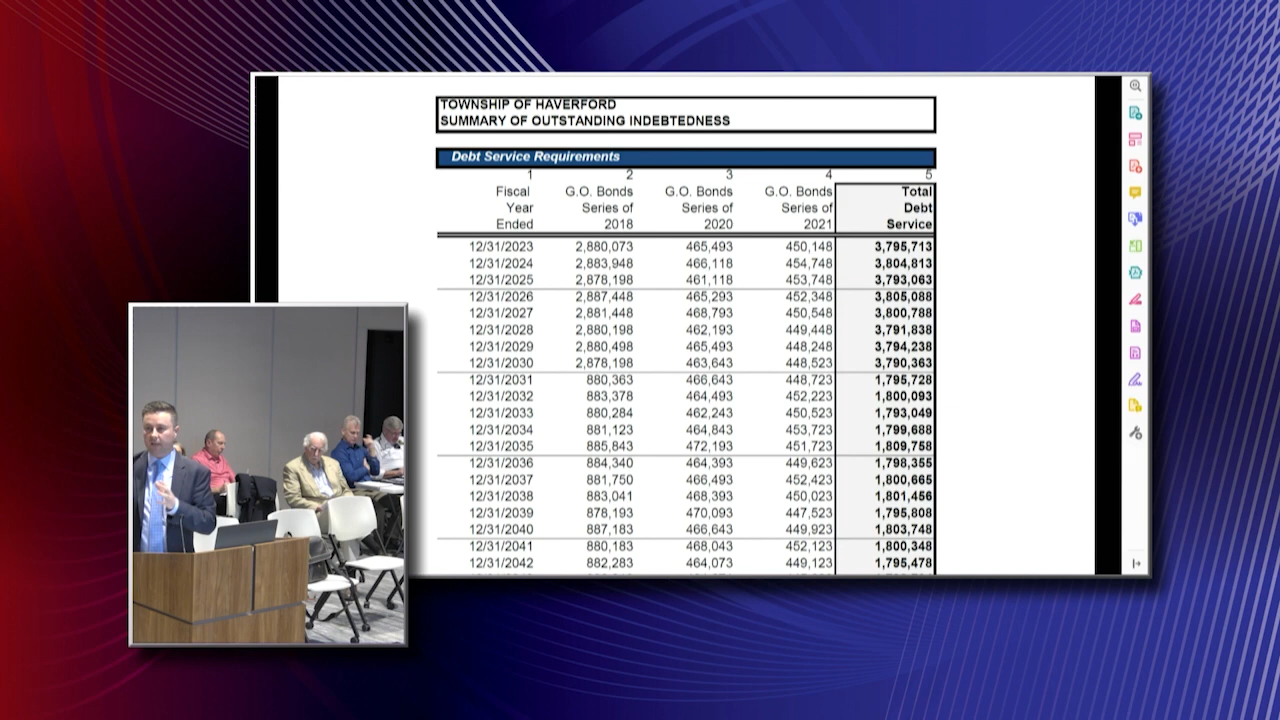 TOWNSHIP OF HAVERFORD
SUMMARY OF OUTSTANDING INDEBTEDNESS
Debt Service Requirements
1 2 3 4 5
Fiscal G.O. Bonds G.O. Bonds G.O. Bonds Total
Year Series of Series of Series of Debt
Ended 2018 2020 2021 Service
12/31/2023 2,880,073 465,493 450,148 3,795,713
12/31/2024 2,883,948 466,118 454,748 3,804,813
12/31/2025 2,878,198 461,118 453,748 3,793,063
12/31/2026 2,887,448 465,293 452,348 3,805,088
12/31/2027 2,881,448 468,793 450,548 3,800,788
12/31/2028 2,880,198 462,193 449,448 3,791,838
12/31/2029 2,880,498 465,493 448,248 3,794,238
12/31/2030 2,878,198 463,643 448,523 3,790,363
12/31/2031 880,363 466,643 448,723 1,795,728
12/31/2032 883,378 464,493 452,223 1,800,093
12/31/2033 880,284 462,243 450,523 1,793,049
12/31/2034 881,123 464,843 453,723 1,799,688
12/31/2035 885,843 472,193 451,723 1,809,758
12/31/2036 884,340 464,393 449,623 1,798,355
12/31/2037 881,750 466,493 452,423 1,800,665
12/31/2038 883,041 468,393 450,023 1,801,456
12/31/2039 878,193 470,093 447,523 1,795,808
12/31/2040 887,183 466,643 449,923 1,803,748
12/31/2041 880,183 468,043 452,123 1,800,348
12/31/2042 882,283 464,073 449,123 1,795,478